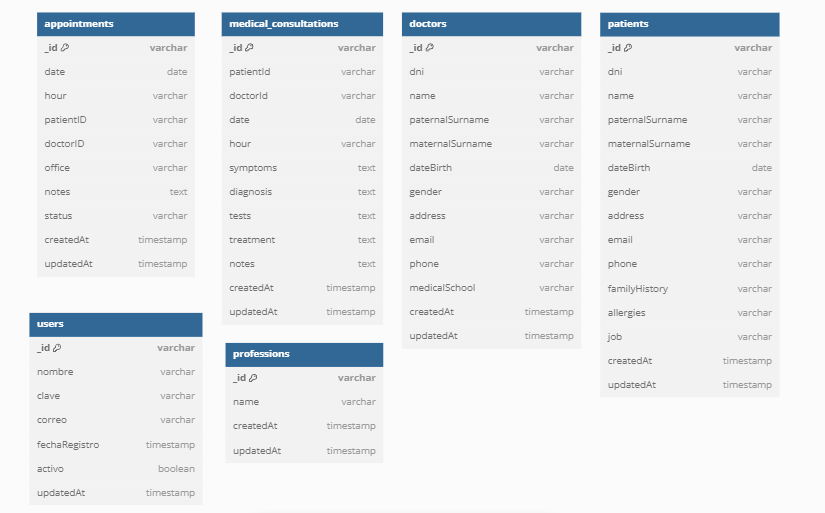 appointments
_id varchar
date date
hour varchar
patientID varchar
doctorID varchar
office varchar
notes text
status varchar
createdAt timestamp
updatedAt timestamp
medical_consultations
_id varchar
patientId varchar
doctorId varchar
date date
hour varchar
symptoms text
diagnosis text
tests text
treatment text
notes text
createdAt timestamp
updatedAt timestamp
doctors
_id varchar
dni varchar
name varchar
paternalSurname varchar
maternalSurname varchar
dateBirth date
gender varchar
address varchar
email varchar
phone varchar
medicalSchool varchar
createdAt timestamp
updatedAt timestamp
patients
_id varchar
dni varchar
name varchar
paternalSurname varchar
maternalSurname varchar
dateBirth date
gender varchar
address varchar
email varchar
phone varchar
familyHistory varchar
allergies varchar
job varchar
createdAt timestamp
updatedAt timestamp
users
_id varchar
nombre varchar
clave varchar
correo varchar
fechaRegistro timestamp
activo boolean
updatedAt timestamp
professions
_id varchar
name varchar
createdAt timestamp
updatedAt timestamp